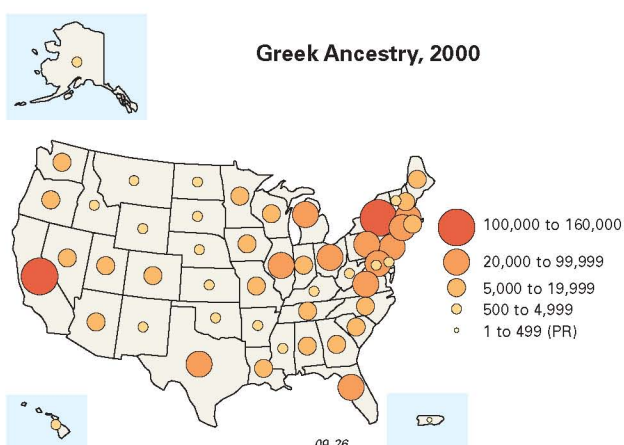 Greek Ancestry, 2000
100,000 to 160,000
20,000 to 99,999
5,000 to 19,999
500 to 4,999
1 to 499 (PR)
09-26